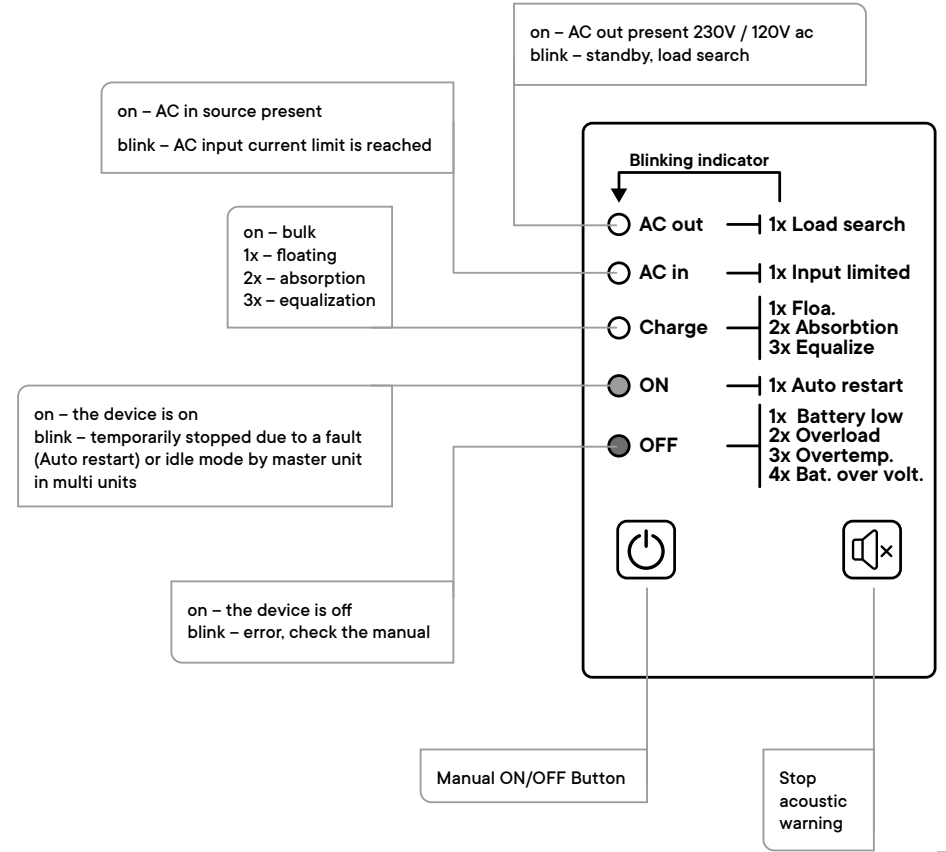 on – AC out present 230V / 120V ac
blink – standby, load search
on – AC in source present
blink – AC input current limit is reached
Blinking indicator
AC out
1x Load search
on – bulk
1x – floating
2x – absorption
3x – equalization
AC in
1x Input limited
Charge
1x Floa.
2x Absorbtion
3x Equalize
ON
1x Auto restart
on – the device is on
blink – temporarily stopped due to a fault
(Auto restart) or idle mode by master unit
in multi units
OFF
1x Battery low
2x Overload
3x Overtemp.
4x Bat. over volt.
on – the device is off
blink – error, check the manual
Manual ON/OFF Button
Stop
acoustic
warning